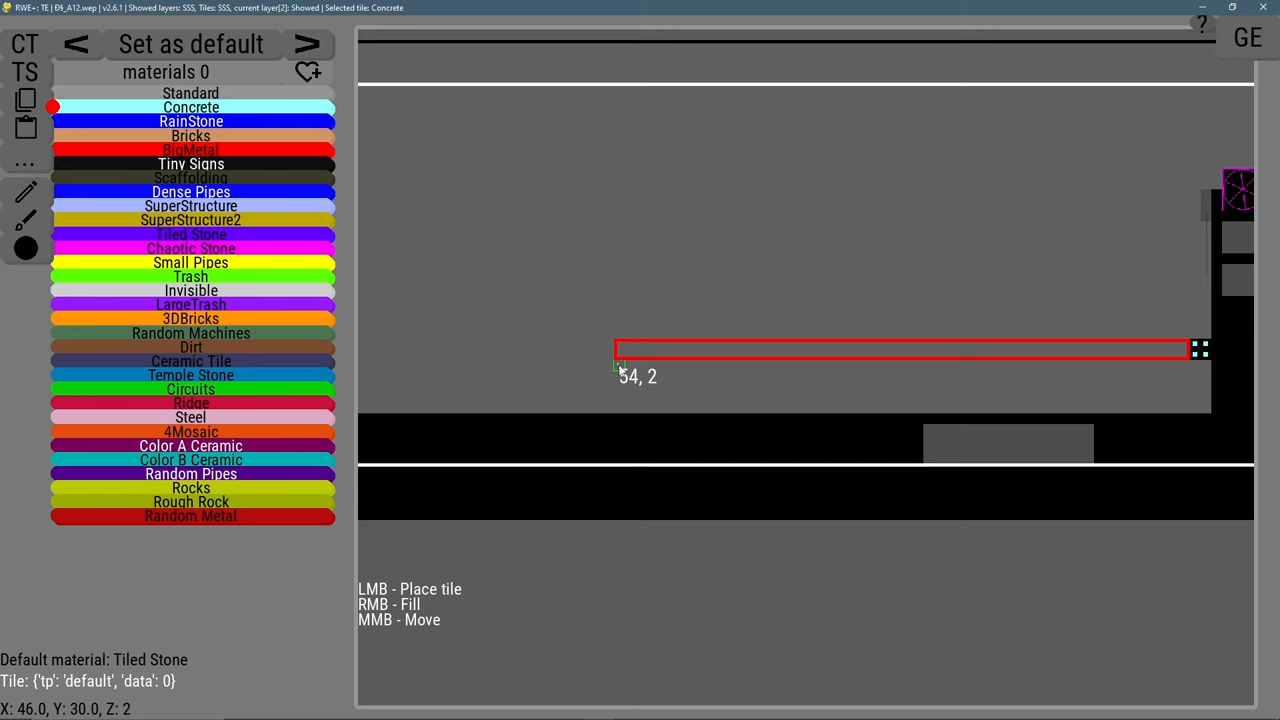 RWE+: TE | Đ§_A12.wep | v2.6.1 | Showed layers: SSS, Tiles: SSS, current layer[2]: Showed | Selected tile: Concrete
CT
<
Set as default
>
?
GE
TS
materials 0
Standard
Concrete
RainStone
Bricks
BigMetal
Tiny Signs
Scaffolding
Dense Pipes
SuperStructure
SuperStructure2
Tiled Stone
Chaotic Stone
Small Pipes
Trash
Invisible
LargeTrash
3DBricks
Random Machines
Dirt
Ceramic Tile
Temple Stone
Circuits
Ridge
Steel
4Mosaic
Color A Ceramic
Color B Ceramic
Random Pipes
Rocks
Rough Rock
Random Metal
...
54, 2
LMB - Place tile
RMB - Fill
MMB - Move
Default material: Tiled Stone
Tile: {'tp': 'default', 'data': 0}
X: 46.0, Y: 30.0, Z: 2